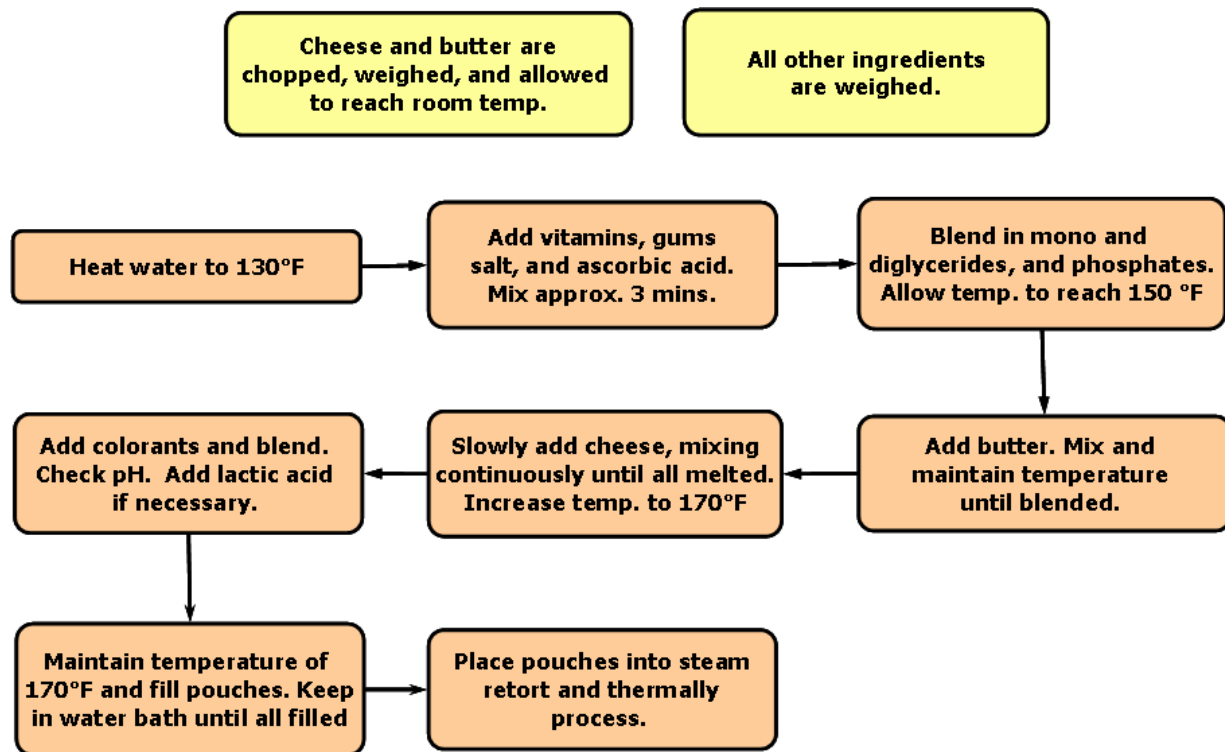 Cheese and butter are
chopped, weighed, and allowed
to reach room temp.
All other ingredients
are weighed.
Heat water to 130°F
Add vitamins, gums
salt, and ascorbic acid.
Mix approx. 3 mins.
Blend in mono and
diglycerides, and phosphates.
Allow temp. to reach 150 °F
Add butter. Mix and
maintain temperature
until blended.
Slowly add cheese, mixing
continuously until all melted.
Increase temp. to 170°F
Add colorants and blend.
Check pH.  Add lactic acid
if necessary.
Maintain temperature of
170°F and fill pouches. Keep
in water bath until all filled
Place pouches into steam
retort and thermally
process.